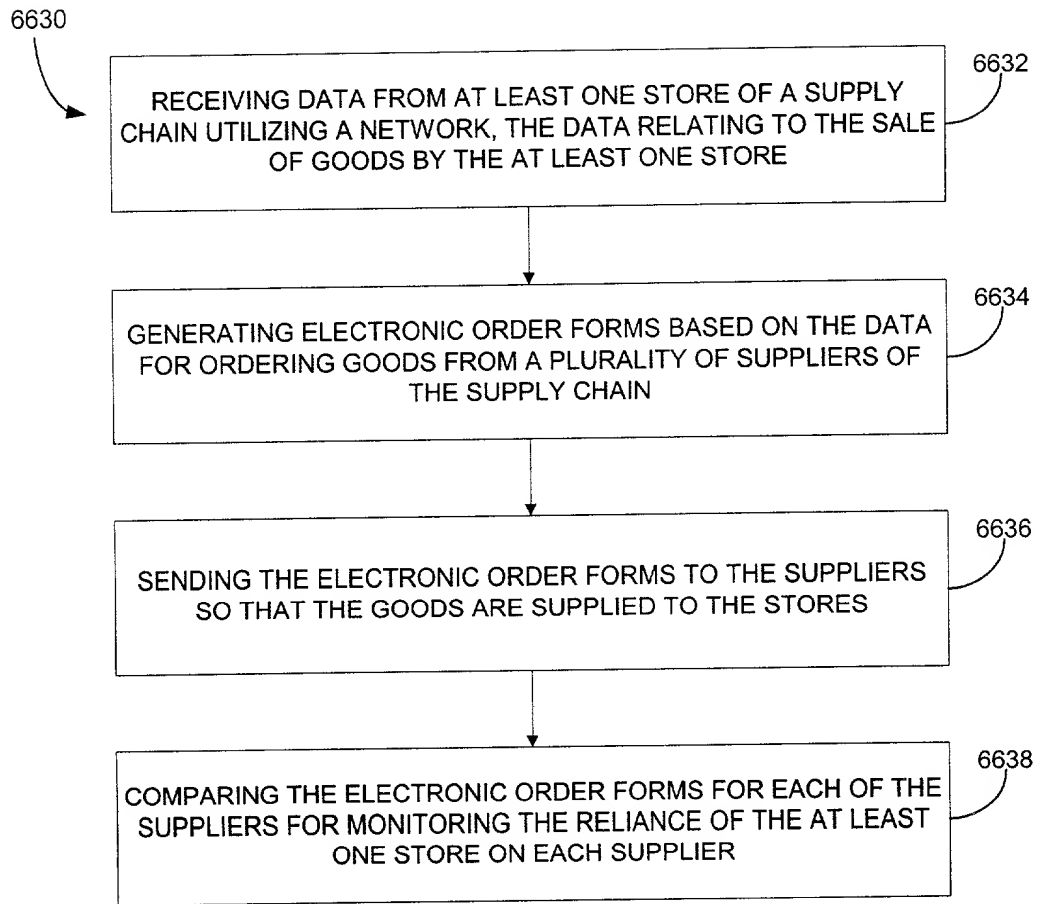 6630
6632
RECEIVING DATA FROM AT LEAST ONE STORE OF A SUPPLY
CHAIN UTILIZING A NETWORK, THE DATA RELATING TO THE SALE
OF GOODS BY THE AT LEAST ONE STORE
6634
GENERATING ELECTRONIC ORDER FORMS BASED ON THE DATA
FOR ORDERING GOODS FROM A PLURALITY OF SUPPLIERS OF
THE SUPPLY CHAIN
6636
SENDING THE ELECTRONIC ORDER FORMS TO THE SUPPLIERS
SO THAT THE GOODS ARE SUPPLIED TO THE STORES
6638
COMPARING THE ELECTRONIC ORDER FORMS FOR EACH OF THE
SUPPLIERS FOR MONITORING THE RELIANCE OF THE AT LEAST
ONE STORE ON EACH SUPPLIER